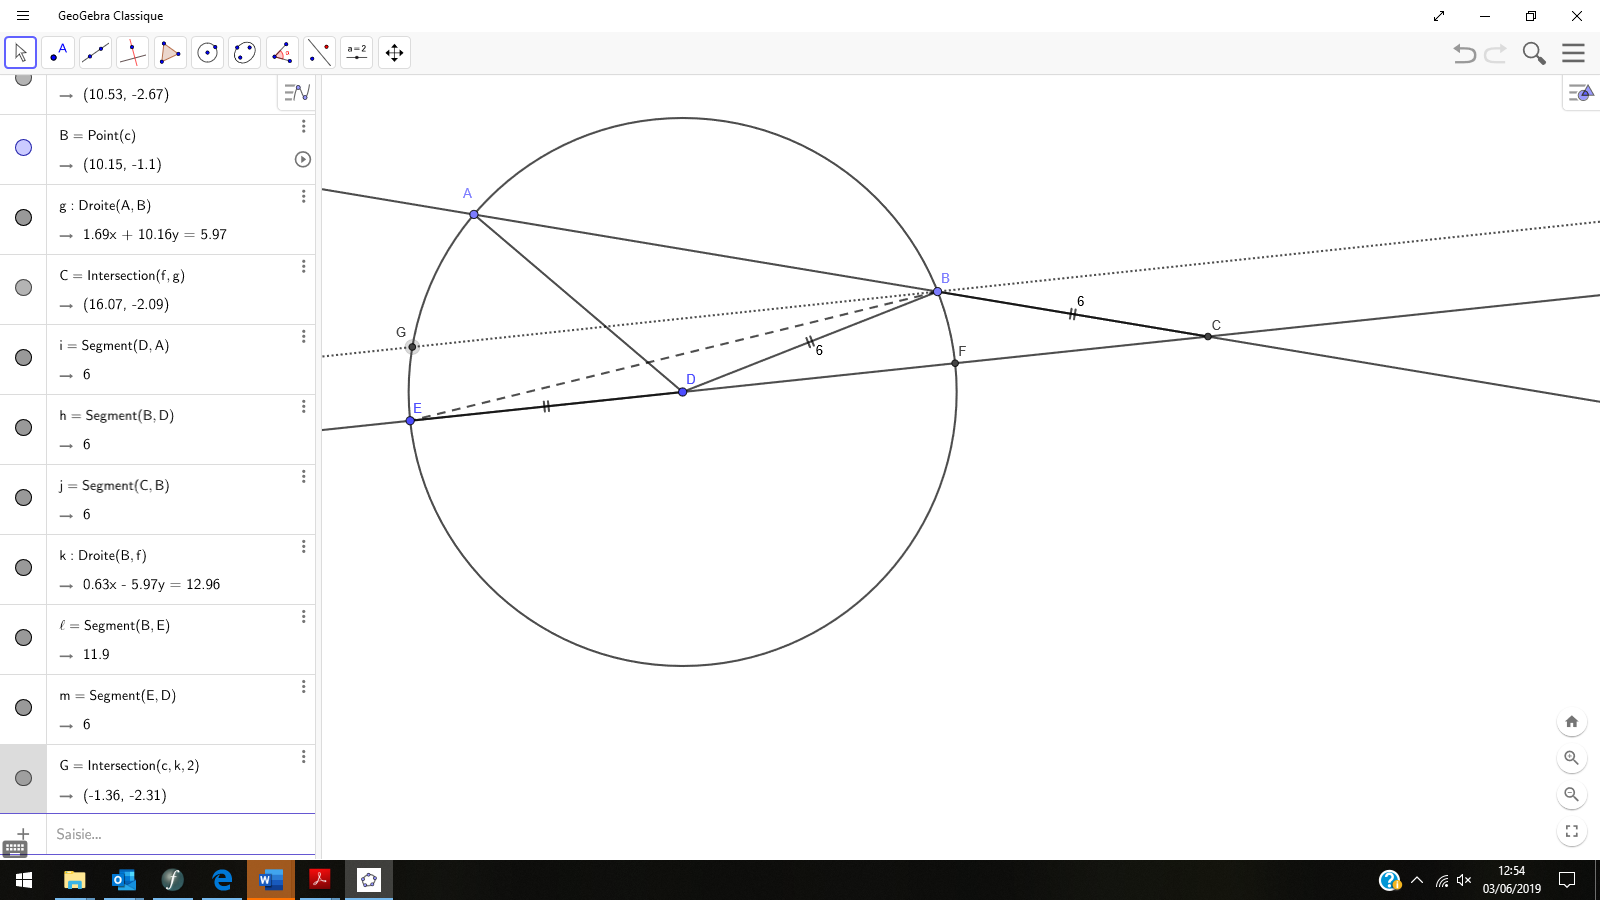 GeoGebra Classique
A
a=2
→ (10.53, -2.67)
B = Point(c)
→ (10.15, -1.1)
g : Droite(A, B)
→ 1.69x + 10.16y = 5.97
C = Intersection(f, g)
→ (16.07, -2.09)
i = Segment(D, A)
→ 6
h = Segment(B, D)
→ 6
j = Segment(C, B)
→ 6
k : Droite(B, f)
→ 0.63x - 5.97y = 12.96
ℓ = Segment(B, E)
→ 11.9
m = Segment(E, D)
→ 6
G = Intersection(c, k, 2)
→ (-1.36, -2.31)
Saisie...
A
B
6
C
G
6
F
D
E
12:54
03/06/2019